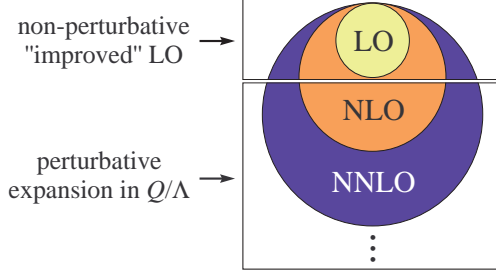 non-perturbative
"improved" LO
LO
NLO
perturbative
expansion in Q/Λ
NNLO
⋮